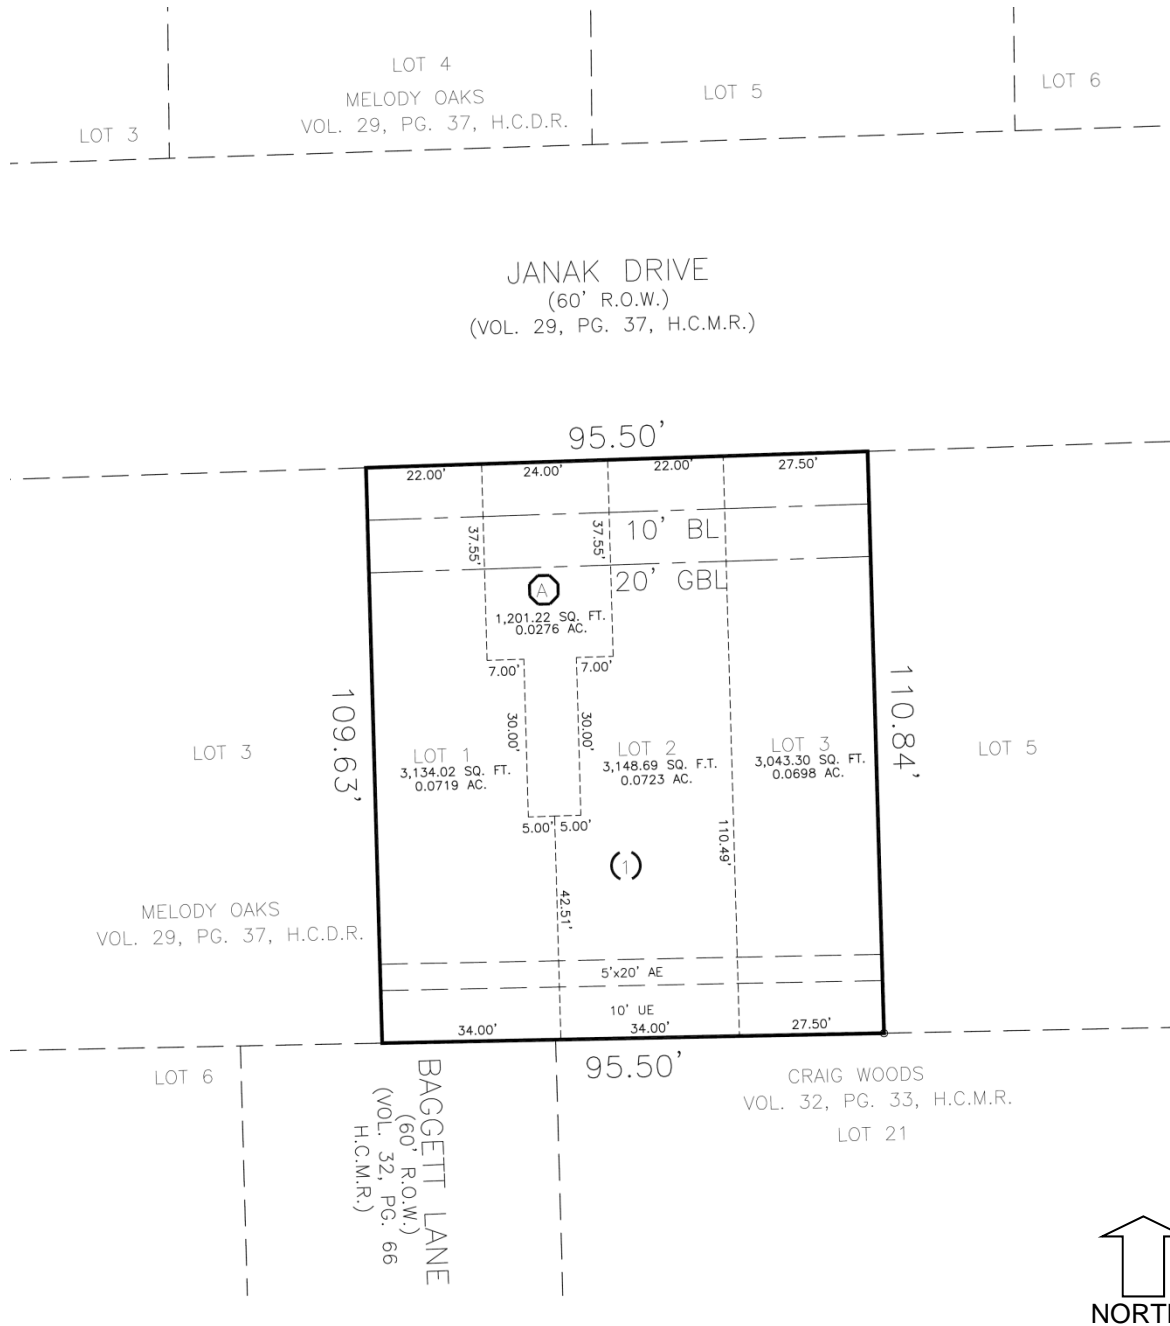 LOT 3
LOT 4
MELODY OAKS
VOL. 29, PG. 37, H.C.D.R.
LOT 5
LOT 6
JANAK DRIVE
(60' R.O.W.)
(VOL. 29, PG. 37, H.C.M.R.)
95.50'
22.00'
24.00'
22.00'
27.50'
37.55'
37.55'
10' BL
20' GBL
A
1,201.22 SQ. FT.
0.0276 AC.
7.00'
7.00'
30.00'
30.00'
109.63'
110.84'
LOT 3
LOT 1
3,134.02 SQ. FT.
0.0719 AC.
LOT 2
3,148.69 SQ. F.T.
0.0723 AC.
LOT 3
3,043.30 SQ. FT.
0.0698 AC.
LOT 5
5.00'
5.00'
110.49'
(1)
42.51'
MELODY OAKS
VOL. 29, PG. 37, H.C.D.R.
5'x20' AE
10' UE
34.00'
34.00'
27.50'
95.50'
LOT 6
BAGGETT LANE
(60' R.O.W.)
(VOL. 32, PG. 66
H.C.M.R.)
CRAIG WOODS
VOL. 32, PG. 33, H.C.M.R.
LOT 21